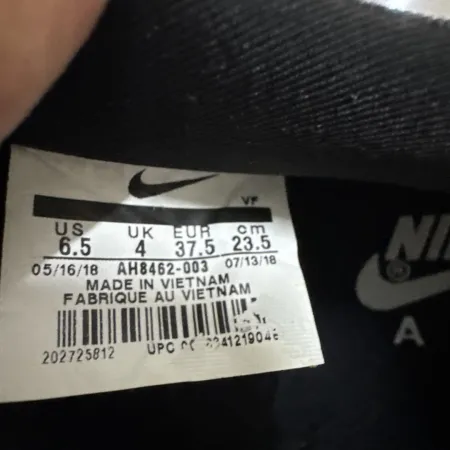 VF
US UK EUR cm
6.5 4 37.5 23.5
05/16/18 AH8462-003 07/13/18
MADE IN VIETNAM
FABRIQUE AU VIETNAM
202725812 UPC
NIK
A